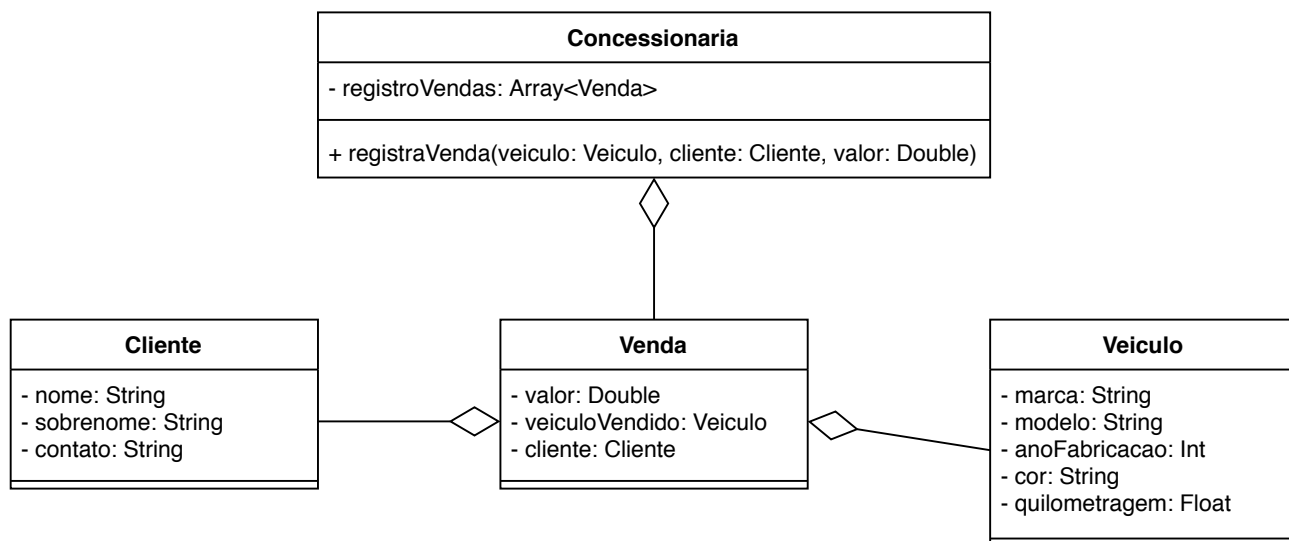 Concessionaria
- registroVendas: Array<Venda>
+ registraVenda(veiculo: Veiculo, cliente: Cliente, valor: Double)
Cliente
- nome: String
- sobrenome: String
- contato: String
Venda
- valor: Double
- veiculoVendido: Veiculo
- cliente: Cliente
Veiculo
- marca: String
- modelo: String
- anoFabricacao: Int
- cor: String
- quilometragem: Float